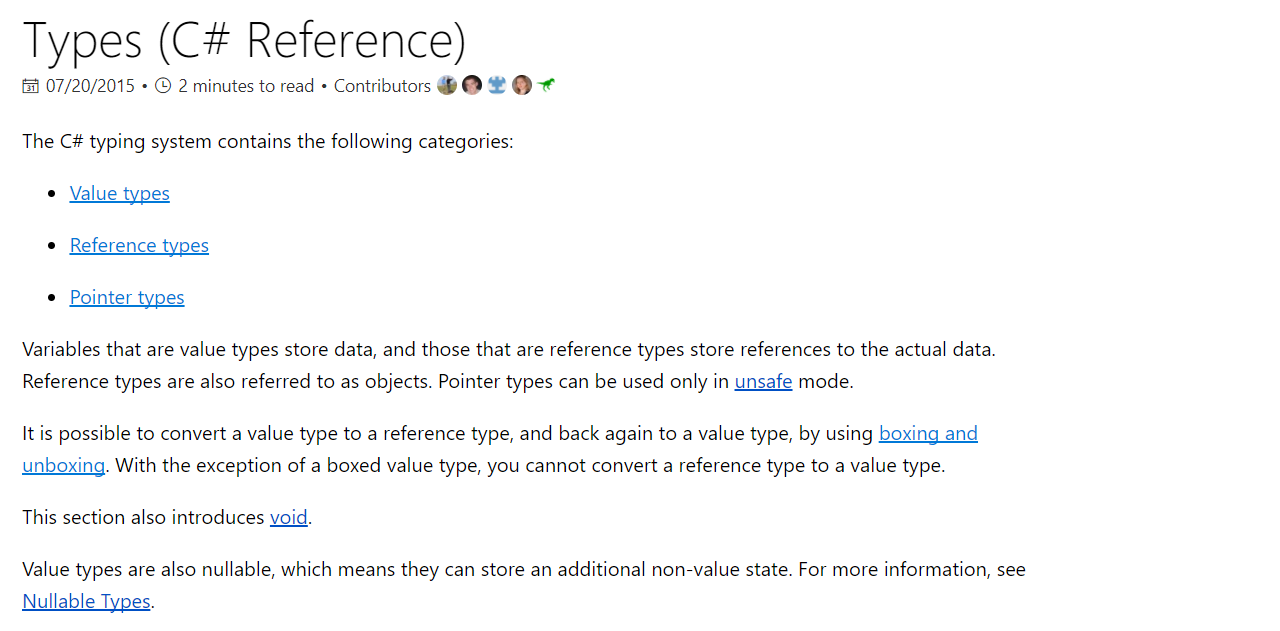 Types (C# Reference)
07/20/2015 • 2 minutes to read • Contributors
The C# typing system contains the following categories:
• Value types
• Reference types
• Pointer types
Variables that are value types store data, and those that are reference types store references to the actual data.
Reference types are also referred to as objects. Pointer types can be used only in unsafe mode.
It is possible to convert a value type to a reference type, and back again to a value type, by using boxing and
unboxing. With the exception of a boxed value type, you cannot convert a reference type to a value type.
This section also introduces void.
Value types are also nullable, which means they can store an additional non-value state. For more information, see
Nullable Types.